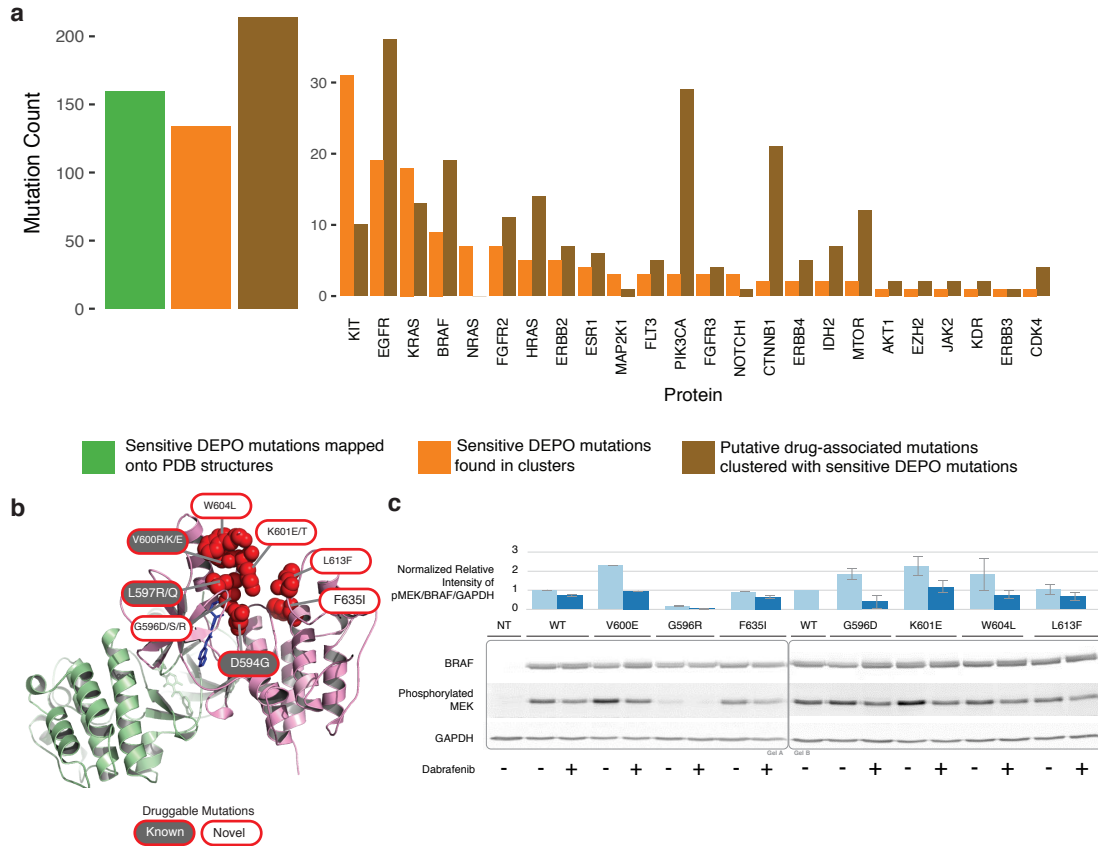 a
Mutation Count
200
150
100
50
0
30
20
10
0
KIT
EGFR
KRAS
BRAF
NRAS
FGFR2
HRAS
ERBB2
ESR1
MAP2K1
FLT3
PIK3CA
FGFR3
NOTCH1
CTNNB1
ERBB4
IDH2
MTOR
AKT1
EZH2
JAK2
KDR
ERBB3
CDK4
Protein
Sensitive DEPO mutations mapped
onto PDB structures
Sensitive DEPO mutations
found in clusters
Putative drug-associated mutations
clustered with sensitive DEPO mutations
b
W604L
V600R/K/E
K601E/T
L613F
L597R/Q
F635I
G596D/S/R
D594G
Druggable Mutations
Known
Novel
c
Normalized Relative
Intensity of
pMEK/BRAF/GAPDH
3
2
1
0
NT WT V600E G596R F635I WT G596D K601E W604L L613F
BRAF
Phosphorylated
MEK
GAPDH
Gel A Gel B
Dabrafenib - - + - + - + - + - - + - + - + - +